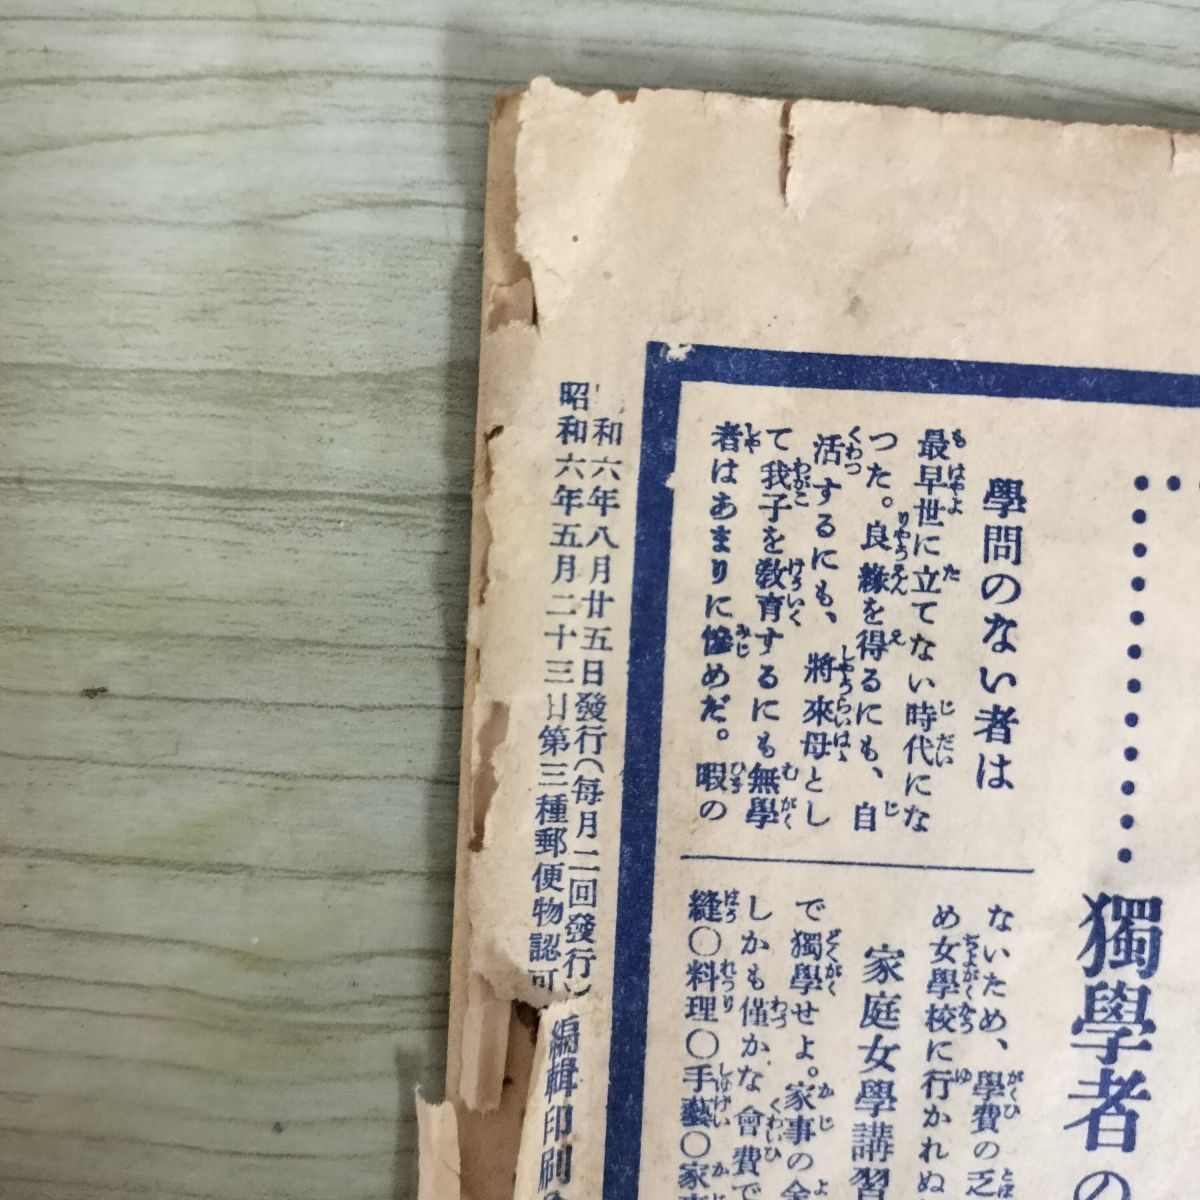 獨學者の
學問のない者は
最早世に立てない時代にな
つた。良緣を得るにも、自
活するにも、將來母とし
て我子を敎育するにも無學
者はあまりに慘めだ。暇の
ないため、學費の乏
め女學校に行かれぬ
家庭女學講習
で獨學せよ。家事の余
しかも僅かな會費で
縫〇料理〇手藝〇家
和六年八月廿五日發行(每月二回發行)
昭和六年五月二十三日第三種郵便物認可
編輯印刷